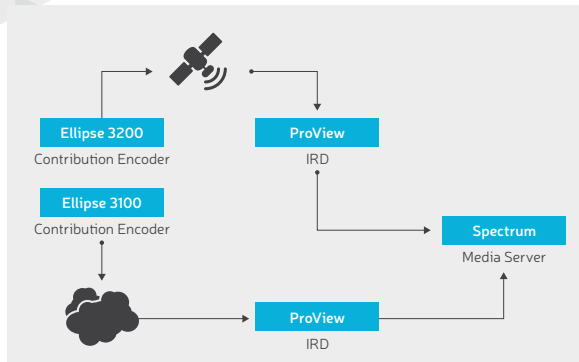 Ellipse 3200
Contribution Encoder
ProView
IRD
Ellipse 3100
Contribution Encoder
Spectrum
Media Server
ProView
IRD